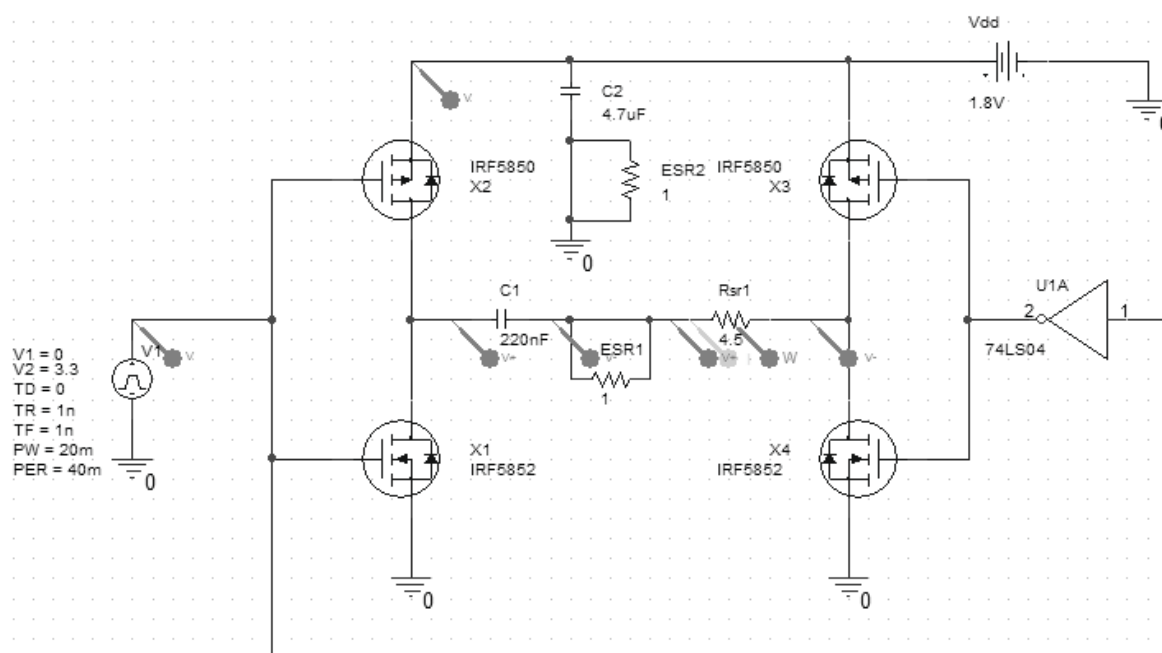 Vdd
1.8V
0
C2
4.7uF
IRF5850
X2
ESR2
1
IRF5850
X3
0
C1
220nF
ESR1
1
Rsr1
4.5
U1A
2
1
74LS04
V1
V1 = 0
V2 = 3.3
TD = 0
TR = 1n
TF = 1n
PW = 20m
PER = 40m
0
V
V
V+
V-
V+
W
V-
X1
IRF5852
X4
IRF5852
0
0